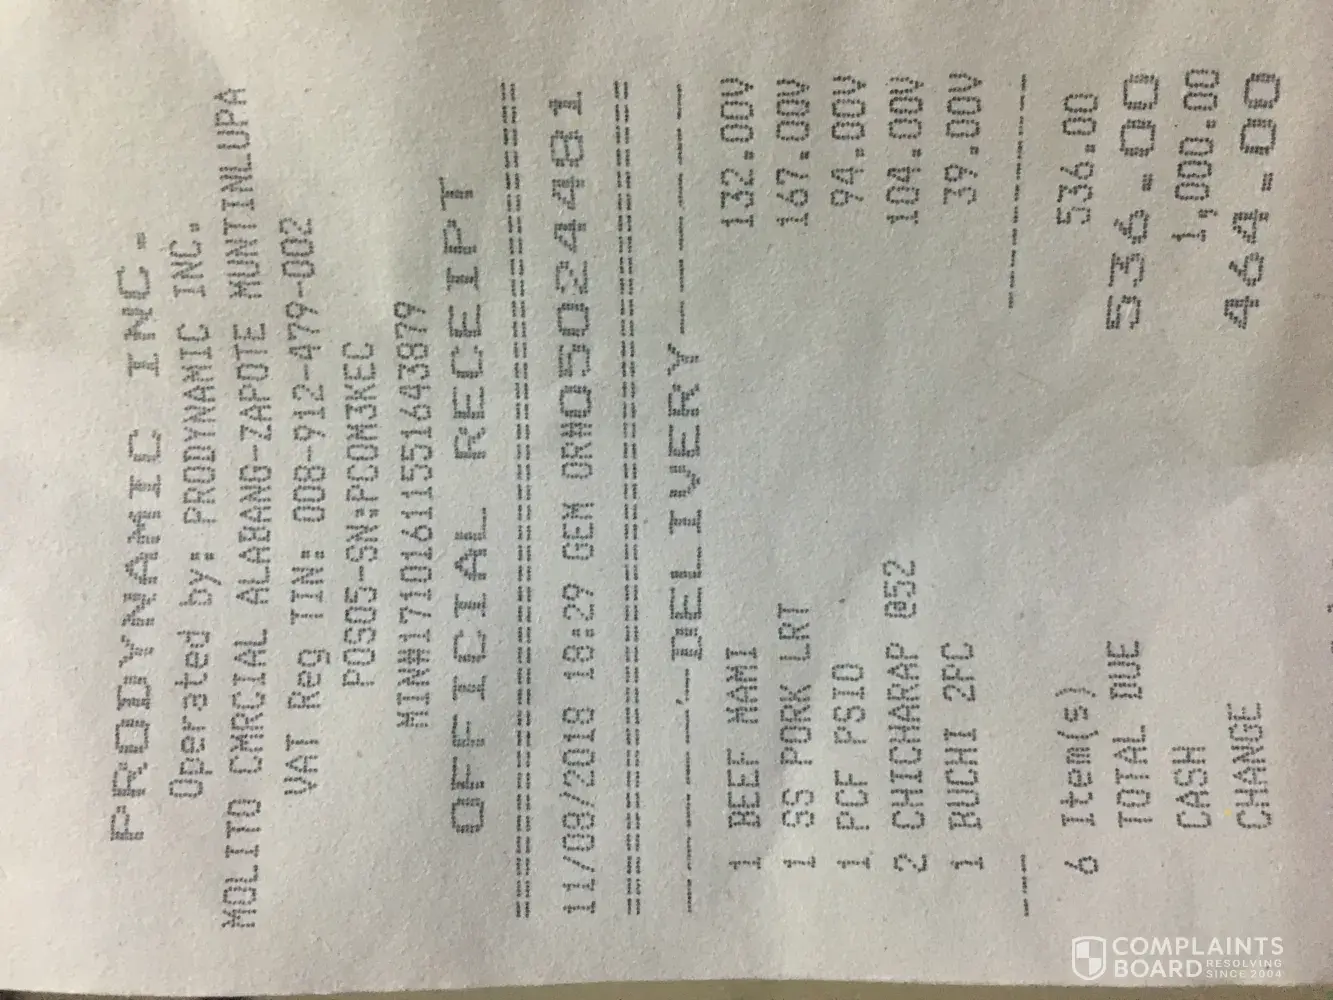 PRODYNAMIC INC.
Operated by: PRODYNAMIC INC.
MOLITO CMRCIAL ALABANG-ZAPOTE MUNTINLUPA
VAT Reg TIN: 008-912-479-002
POS05-SN:PCOM3KEC
MIN#17101611551643879
OFFICIAL RECEIPT
========================================
11/08/2018 18:29 GEM OR#050244481
========================================
--------DELIVERY--------
1 BEEF MAMI 132.00V
1 SS PORK LRT 167.00V
1 PCF PSIO 94.00V
2 CHICHARAP @52 104.00V
1 BUCHI 2PC 39.00V
--- ------------
6 Item(s) 536.00
TOTAL DUE 536.00
CASH 1,000.00
CHANGE 464.00
COMPLAINTS
BOARD RESOLVING
SINCE 2004